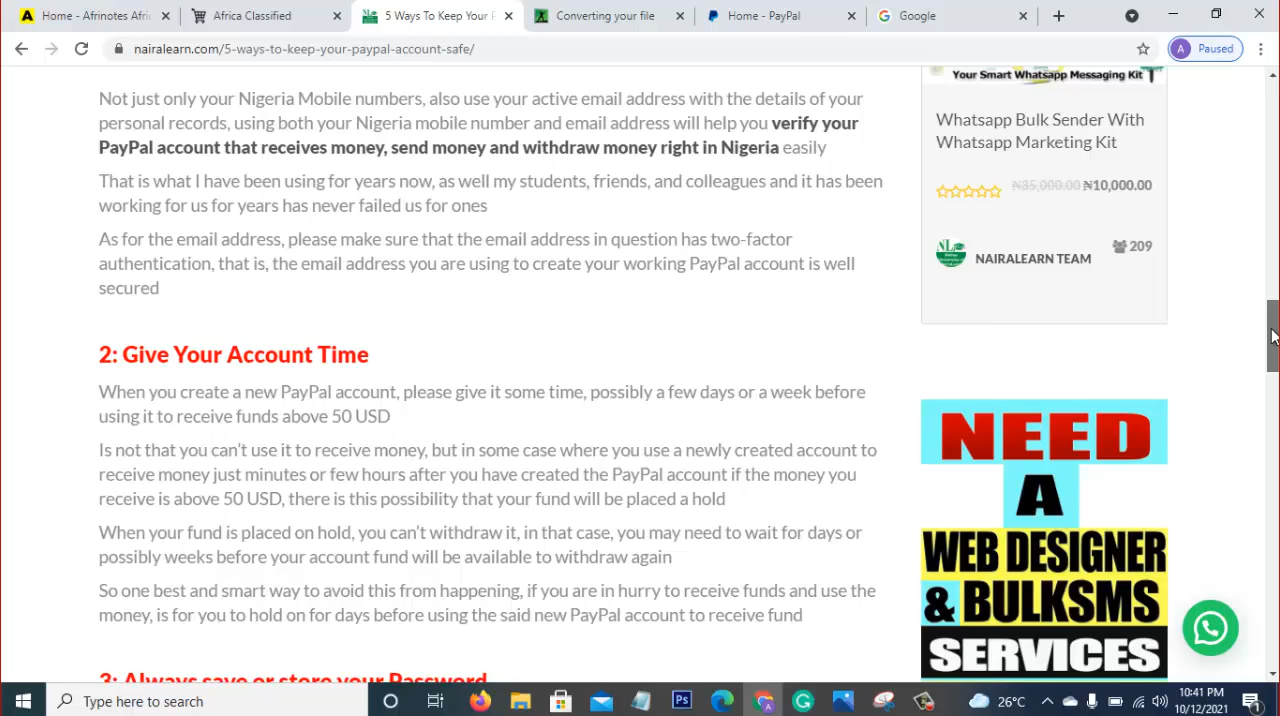 Home - Afrinotes Afric
Africa Classified
5 Ways To Keep Your P
Converting your file
Home - PayPal
Google
nairalearn.com/5-ways-to-keep-your-paypal-account-safe/
A Paused
Not just only your Nigeria Mobile numbers, also use your active email address with the details of your
personal records, using both your Nigeria mobile number and email address will help you verify your
PayPal account that receives money, send money and withdraw money right in Nigeria easily
That is what I have been using for years now, as well my students, friends, and colleagues and it has been
working for us for years has never failed us for ones
As for the email address, please make sure that the email address in question has two-factor
authentication, that is, the email address you are using to create your working PayPal account is well
secured
2: Give Your Account Time
When you create a new PayPal account, please give it some time, possibly a few days or a week before
using it to receive funds above 50 USD
Is not that you can't use it to receive money, but in some case where you use a newly created account to
receive money just minutes or few hours after you have created the PayPal account if the money you
receive is above 50 USD, there is this possibility that your fund will be placed a hold
When your fund is placed on hold, you can't withdraw it, in that case, you may need to wait for days or
possibly weeks before your account fund will be available to withdraw again
So one best and smart way to avoid this from happening, if you are in hurry to receive funds and use the
money, is for you to hold on for days before using the said new PayPal account to receive fund
3: Always save or store your Password
Your Smart Whatsapp Messaging Kit
Whatsapp Bulk Sender With
Whatsapp Marketing Kit
₦35,000.00 ₦10,000.00
NAIRALEARN TEAM
209
NEED
A
WEB DESIGNER
& BULKSMS
SERVICES
Type here to search
26°C
10:41 PM
10/12/2021